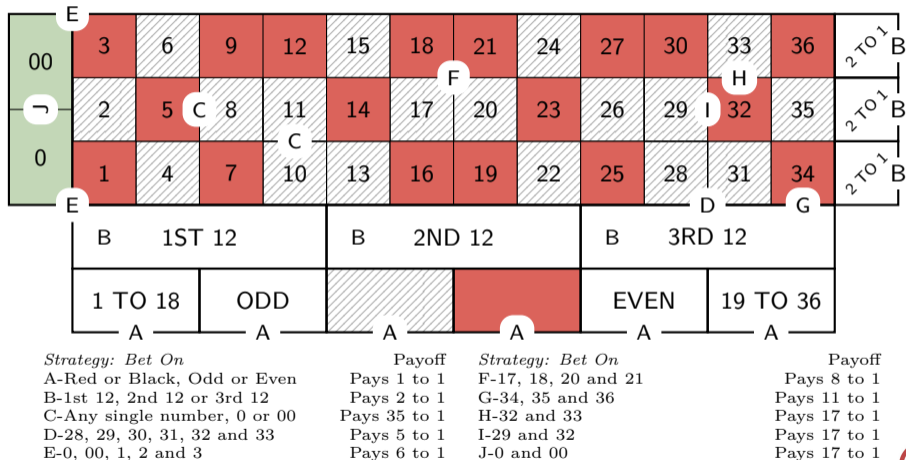 E
3 6 9 12 15 18 21 24 27 30 33 36 2 TO 1 B
00
F H
J 2 5 C 8 11 14 17 20 23 26 29 I 32 35 2 TO 1 B
C
0
1 4 7 10 13 16 19 22 25 28 31 34 2 TO 1 B
E D G
B 1ST 12 B 2ND 12 B 3RD 12
1 TO 18 ODD EVEN 19 TO 36
A A A A A A
Strategy: Bet On Payoff Strategy: Bet On Payoff
A-Red or Black, Odd or Even Pays 1 to 1 F-17, 18, 20 and 21 Pays 8 to 1
B-1st 12, 2nd 12 or 3rd 12 Pays 2 to 1 G-34, 35 and 36 Pays 11 to 1
C-Any single number, 0 or 00 Pays 35 to 1 H-32 and 33 Pays 17 to 1
D-28, 29, 30, 31, 32 and 33 Pays 5 to 1 I-29 and 32 Pays 17 to 1
E-0, 00, 1, 2 and 3 Pays 6 to 1 J-0 and 00 Pays 17 to 1